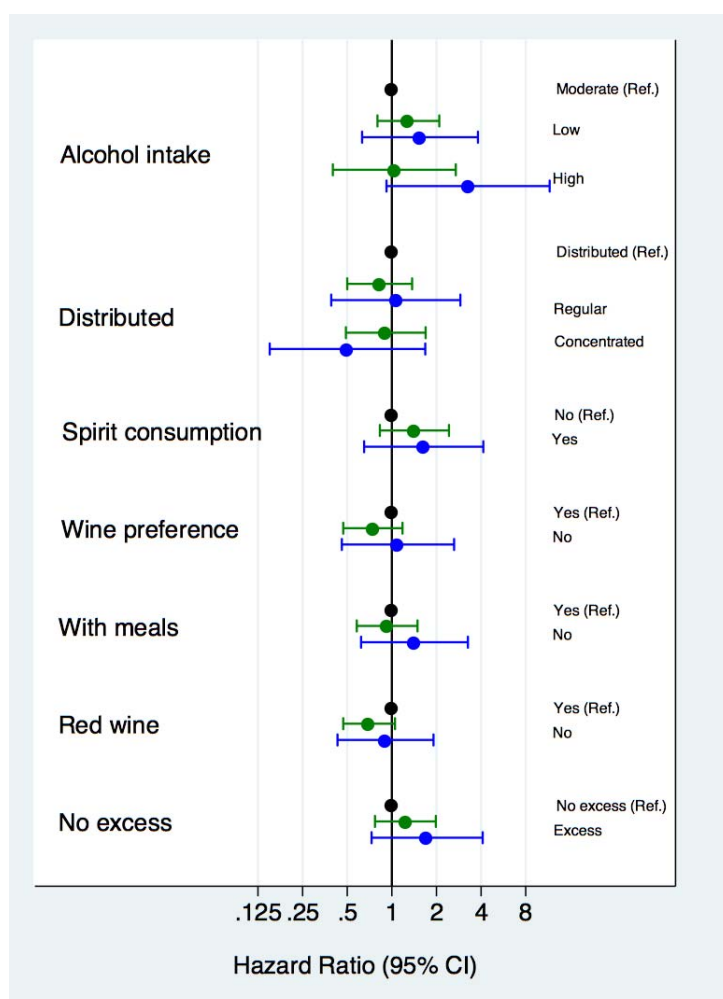 Moderate (Ref.)
Low
Alcohol intake
High
Distributed (Ref.)
Distributed
Regular
Concentrated
No (Ref.)
Spirit consumption
Yes
Yes (Ref.)
Wine preference
No
Yes (Ref.)
With meals
No
Yes (Ref.)
Red wine
No
No excess (Ref.)
No excess
Excess
.125 .25 .5 1 2 4 8
Hazard Ratio (95% CI)